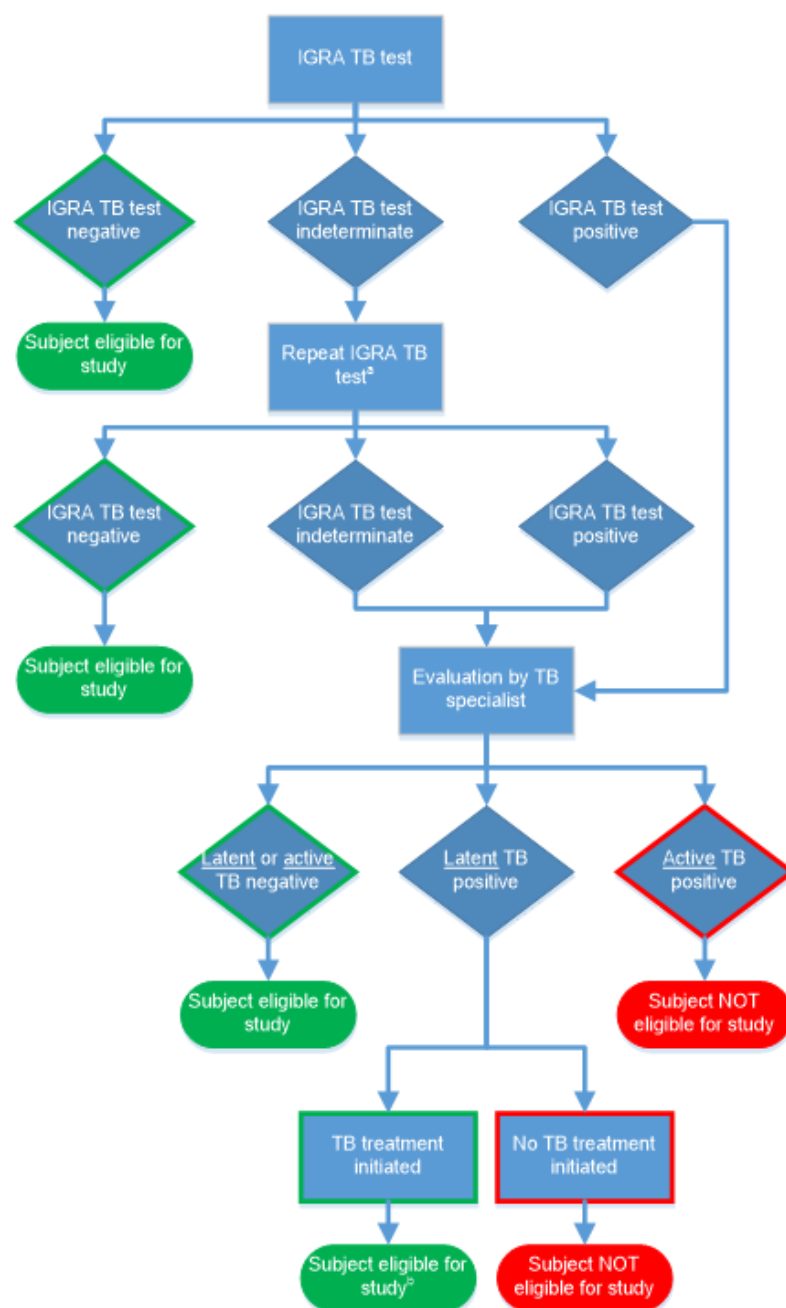 IGRA TB test
IGRA TB test
negative
IGRA TB test
indeterminate
IGRA TB test
positive
Subject eligible for
study
Repeat IGRA TB
testᵃ
IGRA TB test
negative
IGRA TB test
indeterminate
IGRA TB test
positive
Subject eligible for
study
Evaluation by TB
specialist
Latent or active
TB negative
Latent TB
positive
Active TB
positive
Subject eligible for
study
Subject NOT
eligible for study
TB treatment
initiated
No TB treatment
initiated
Subject eligible for
studyᵇ
Subject NOT
eligible for study